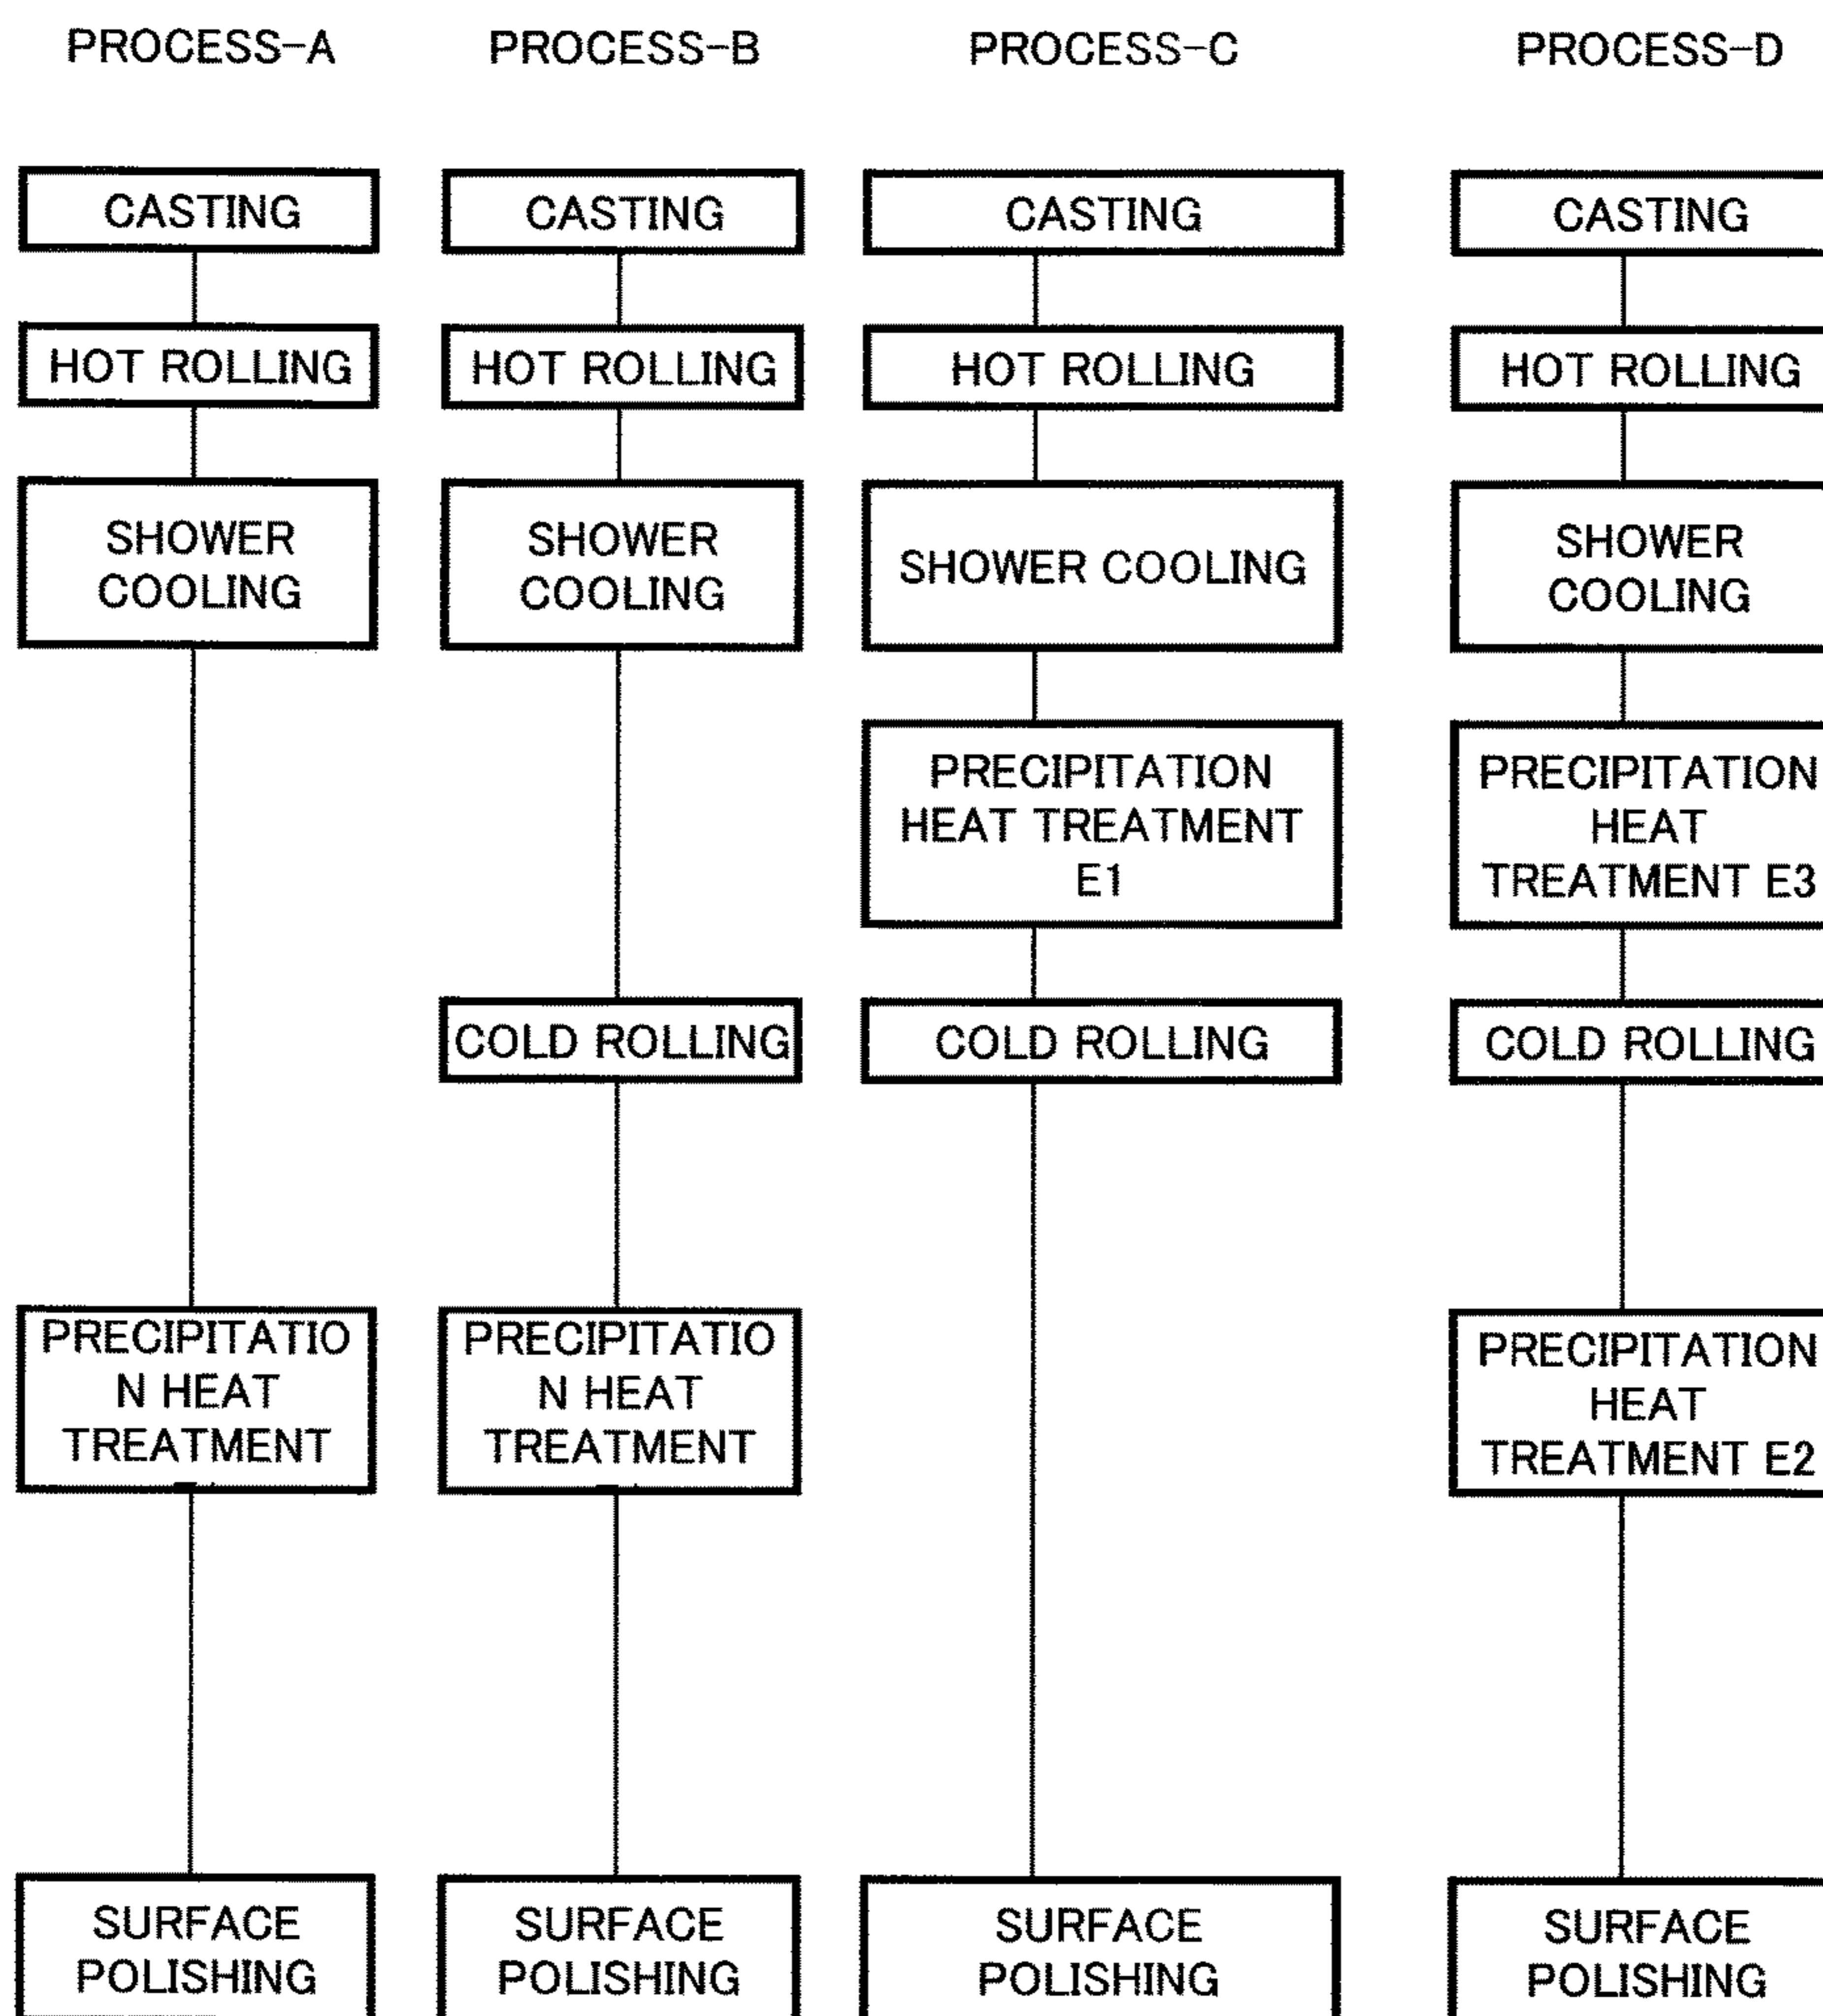 PROCESS-A
CASTING
HOT ROLLING
SHOWER
COOLING
PRECIPITATIO
N HEAT
TREATMENT
SURFACE
POLISHING
PROCESS-B
CASTING
HOT ROLLING
SHOWER
COOLING
COLD ROLLING
PRECIPITATIO
N HEAT
TREATMENT
SURFACE
POLISHING
PROCESS-C
CASTING
HOT ROLLING
SHOWER COOLING
PRECIPITATION
HEAT TREATMENT
E1
COLD ROLLING
SURFACE
POLISHING
PROCESS-D
CASTING
HOT ROLLING
SHOWER
COOLING
PRECIPITATION
HEAT
TREATMENT E3
COLD ROLLING
PRECIPITATION
HEAT
TREATMENT E2
SURFACE
POLISHING